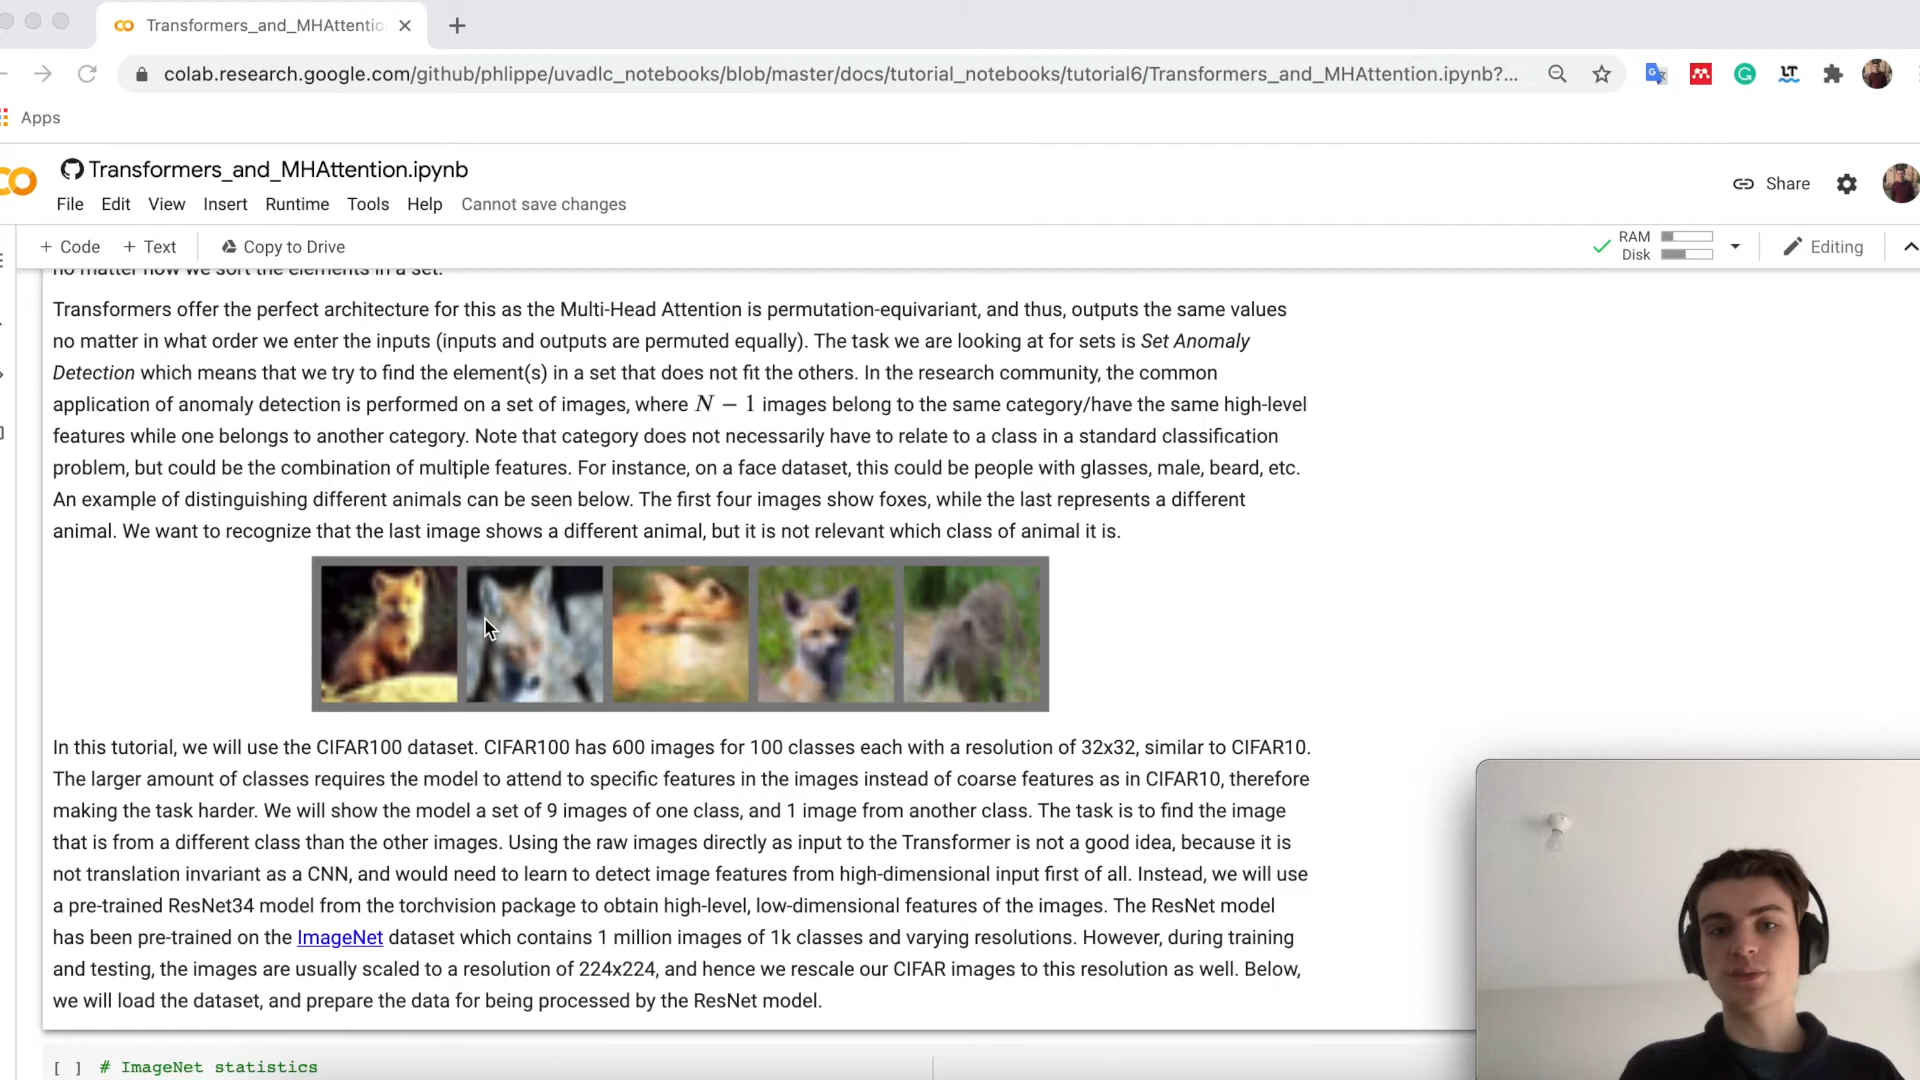 Transformers_and_MHAttentio
colab.research.google.com/github/phlippe/uvadlc_notebooks/blob/master/docs/tutorial_notebooks/tutorial6/Transformers_and_MHAttention.ipynb?...
Apps
Transformers_and_MHAttention.ipynb
File Edit View Insert Runtime Tools Help Cannot save changes
Share
+ Code + Text Copy to Drive
RAM
Disk
Editing
no matter how we sort the elements in a set.
Transformers offer the perfect architecture for this as the Multi-Head Attention is permutation-equivariant, and thus, outputs the same values
no matter in what order we enter the inputs (inputs and outputs are permuted equally). The task we are looking at for sets is Set Anomaly
Detection which means that we try to find the element(s) in a set that does not fit the others. In the research community, the common
application of anomaly detection is performed on a set of images, where N − 1 images belong to the same category/have the same high-level
features while one belongs to another category. Note that category does not necessarily have to relate to a class in a standard classification
problem, but could be the combination of multiple features. For instance, on a face dataset, this could be people with glasses, male, beard, etc.
An example of distinguishing different animals can be seen below. The first four images show foxes, while the last represents a different
animal. We want to recognize that the last image shows a different animal, but it is not relevant which class of animal it is.
In this tutorial, we will use the CIFAR100 dataset. CIFAR100 has 600 images for 100 classes each with a resolution of 32x32, similar to CIFAR10.
The larger amount of classes requires the model to attend to specific features in the images instead of coarse features as in CIFAR10, therefore
making the task harder. We will show the model a set of 9 images of one class, and 1 image from another class. The task is to find the image
that is from a different class than the other images. Using the raw images directly as input to the Transformer is not a good idea, because it is
not translation invariant as a CNN, and would need to learn to detect image features from high-dimensional input first of all. Instead, we will use
a pre-trained ResNet34 model from the torchvision package to obtain high-level, low-dimensional features of the images. The ResNet model
has been pre-trained on the ImageNet dataset which contains 1 million images of 1k classes and varying resolutions. However, during training
and testing, the images are usually scaled to a resolution of 224x224, and hence we rescale our CIFAR images to this resolution as well. Below,
we will load the dataset, and prepare the data for being processed by the ResNet model.
[ ] # ImageNet statistics